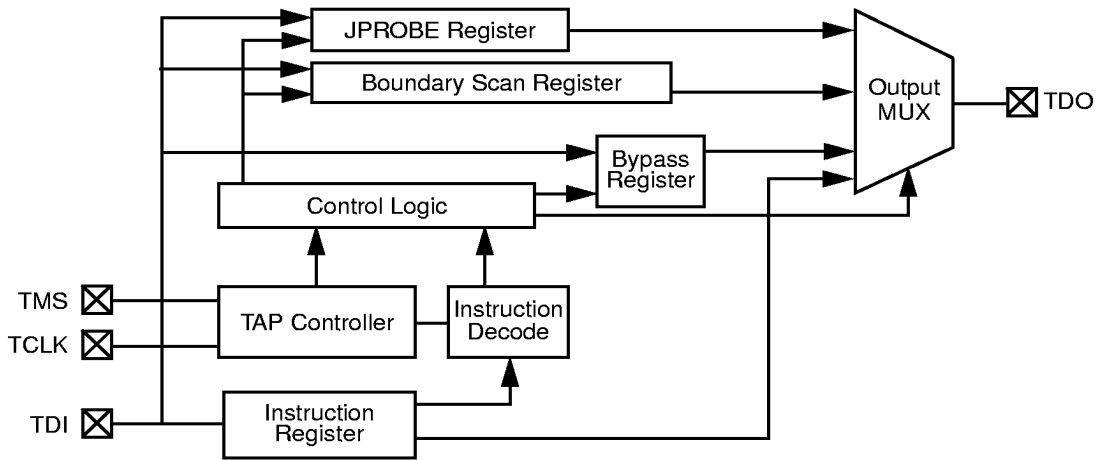 JPROBE Register
Boundary Scan Register
Output
MUX
TDO
Bypass
Register
Control Logic
TMS
TCLK
TAP Controller
Instruction
Decode
TDI
Instruction
Register